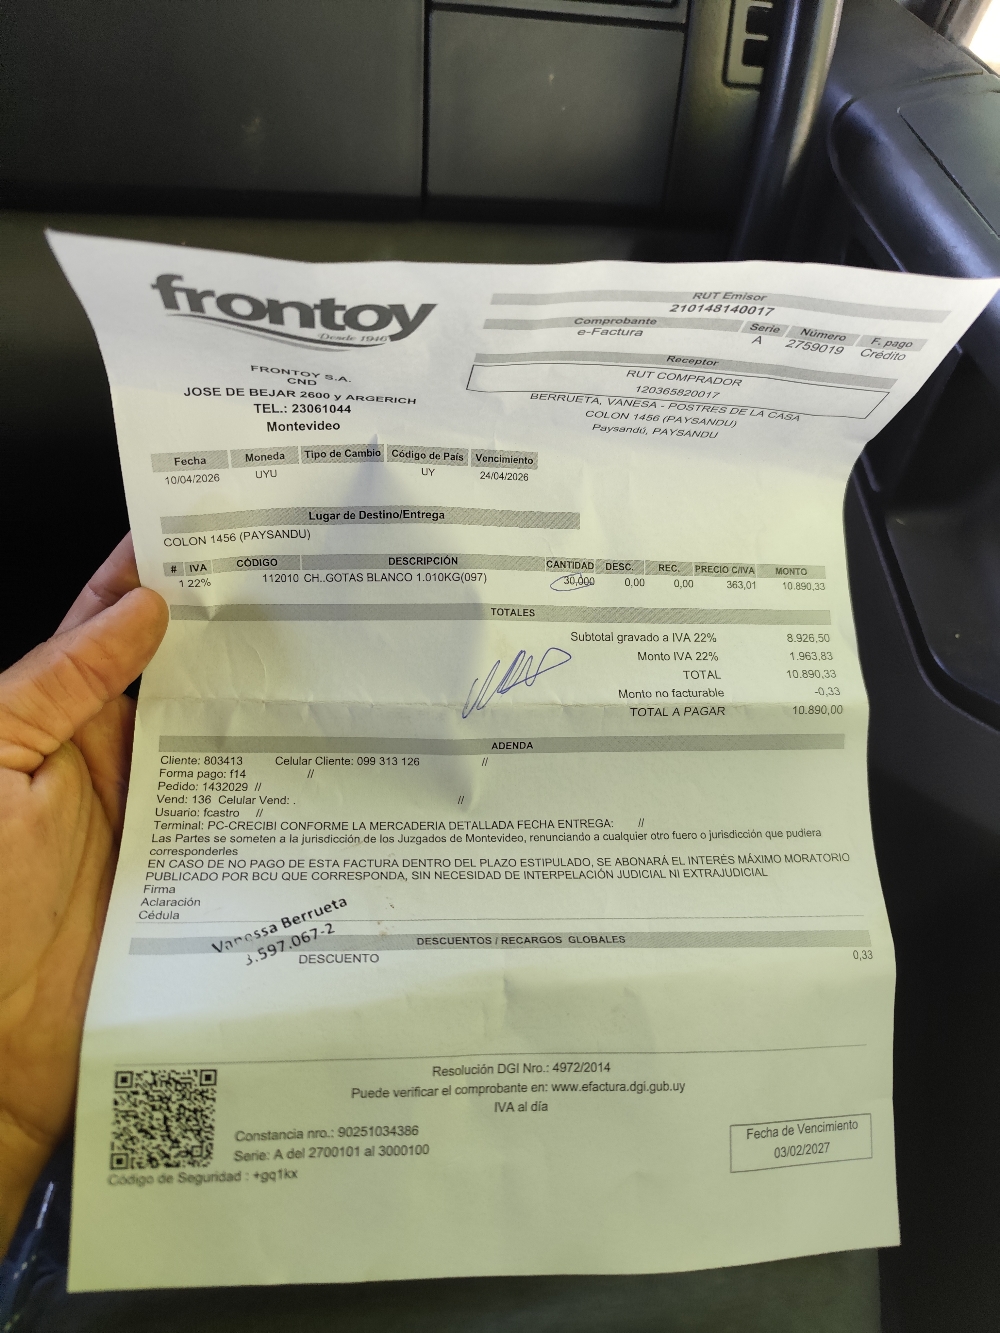 frontoy
Desde 1946
FRONTOY S.A.
CND
JOSE DE BEJAR 2600 y ARGERICH
TEL.: 23061044
Montevideo
RUT Emisor
210148140017
Comprobante Serie Número F. pago
e-Factura A 2759019 Crédito
Receptor
RUT COMPRADOR
120365820017
BERRUETA, VANESA - POSTRES DE LA CASA
COLON 1456 (PAYSANDU)
Paysandú, PAYSANDU
Fecha Moneda Tipo de Cambio Código de País Vencimiento
10/04/2026 UYU UY 24/04/2026
Lugar de Destino/Entrega
COLON 1456 (PAYSANDU)
# IVA CÓDIGO DESCRIPCIÓN CANTIDAD DESC. REC. PRECIO C/IVA MONTO
1 22% 112010 CH..GOTAS BLANCO 1.010KG(097) 30,000 0,00 0,00 363,01 10.890,33
TOTALES
Subtotal gravado a IVA 22% 8.926,50
Monto IVA 22% 1.963,83
TOTAL 10.890,33
Monto no facturable -0,33
TOTAL A PAGAR 10.890,00
ADENDA
Cliente: 803413 Celular Cliente: 099 313 126 //
Forma pago: f14 //
Pedido: 1432029 //
Vend: 136 Celular Vend: . //
Usuario: fcastro //
Terminal: PC-CRECIBI CONFORME LA MERCADERIA DETALLADA FECHA ENTREGA: //
Las Partes se someten a la jurisdicción de los Juzgados de Montevideo, renunciando a cualquier otro fuero o jurisdicción que pudiera
corresponderles
EN CASO DE NO PAGO DE ESTA FACTURA DENTRO DEL PLAZO ESTIPULADO, SE ABONARÁ EL INTERÉS MÁXIMO MORATORIO
PUBLICADO POR BCU QUE CORRESPONDA, SIN NECESIDAD DE INTERPELACIÓN JUDICIAL NI EXTRAJUDICIAL
Firma
Aclaración
Cédula
Vanessa Berrueta
3.597.067-2
DESCUENTOS / RECARGOS GLOBALES
DESCUENTO 0,33
Resolución DGI Nro.: 4972/2014
Puede verificar el comprobante en: www.efactura.dgi.gub.uy
IVA al día
Constancia nro.: 90251034386
Serie: A del 2700101 al 3000100
Código de Seguridad : +gq1kx
Fecha de Vencimiento
03/02/2027